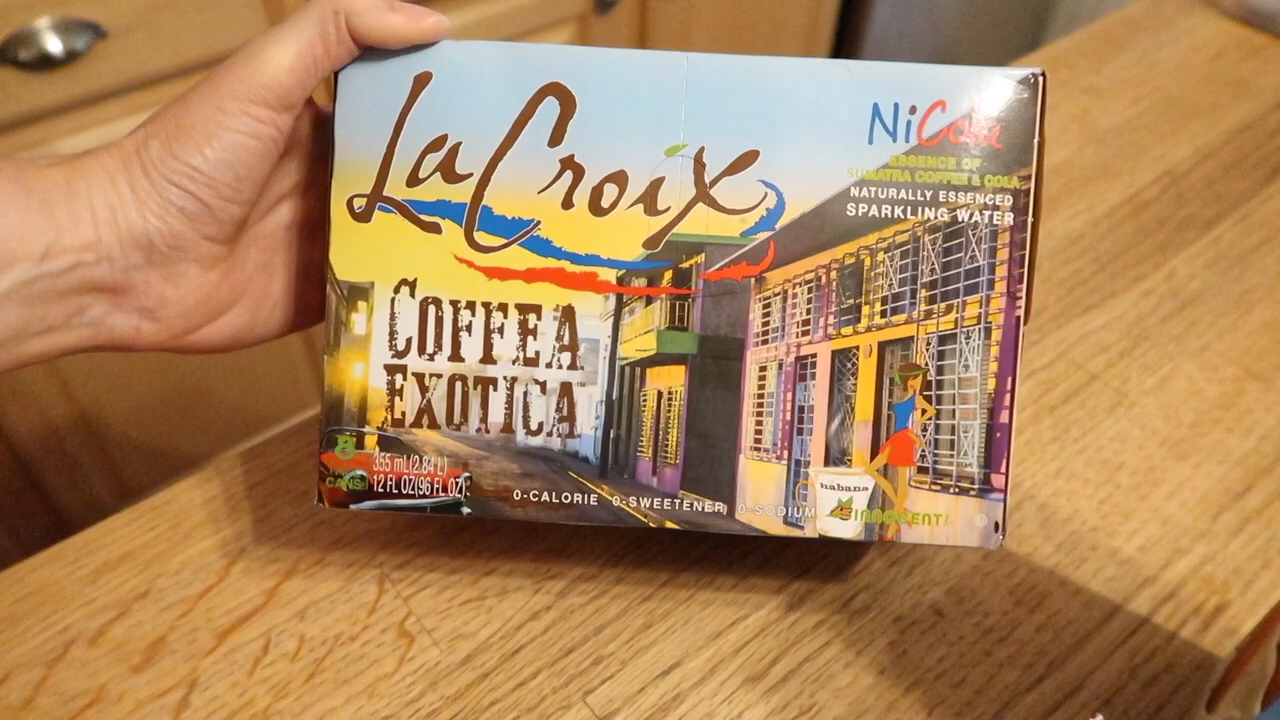 LaCroix
NiCola
ESSENCE OF
SUMATRA COFFEE & COLA
NATURALLY ESSENCED
SPARKLING WATER
COFFEA
EXOTICA
8
CANS
355 mL(2.84 L)
12 FL OZ(96 FL OZ)
0-CALORIE 0-SWEETENER 0-SODIUM
habana
INNOCENT!